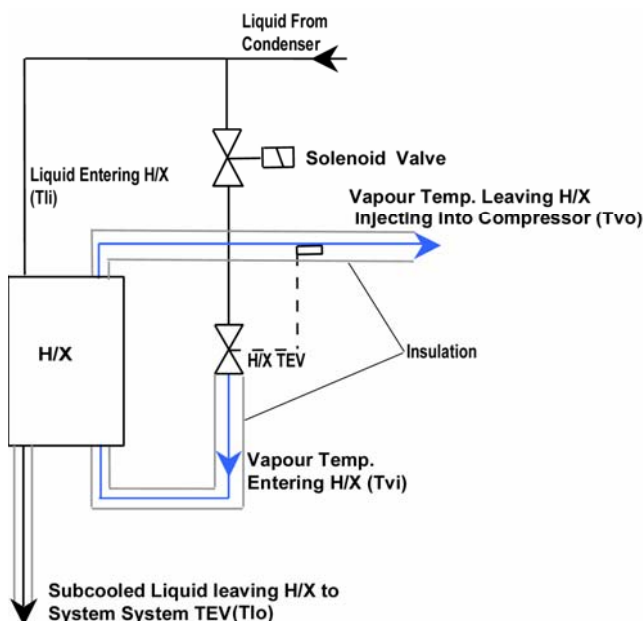 Liquid From
Condenser
Solenoid Valve
Liquid Entering H/X
(Tli)
Vapour Temp. Leaving H/X
Injecting into Compressor (Tvo)
H/X
H/X TEV
Insulation
Vapour Temp.
Entering H/X (Tvi)
Subcooled Liquid leaving H/X to
System System TEV(Tlo)